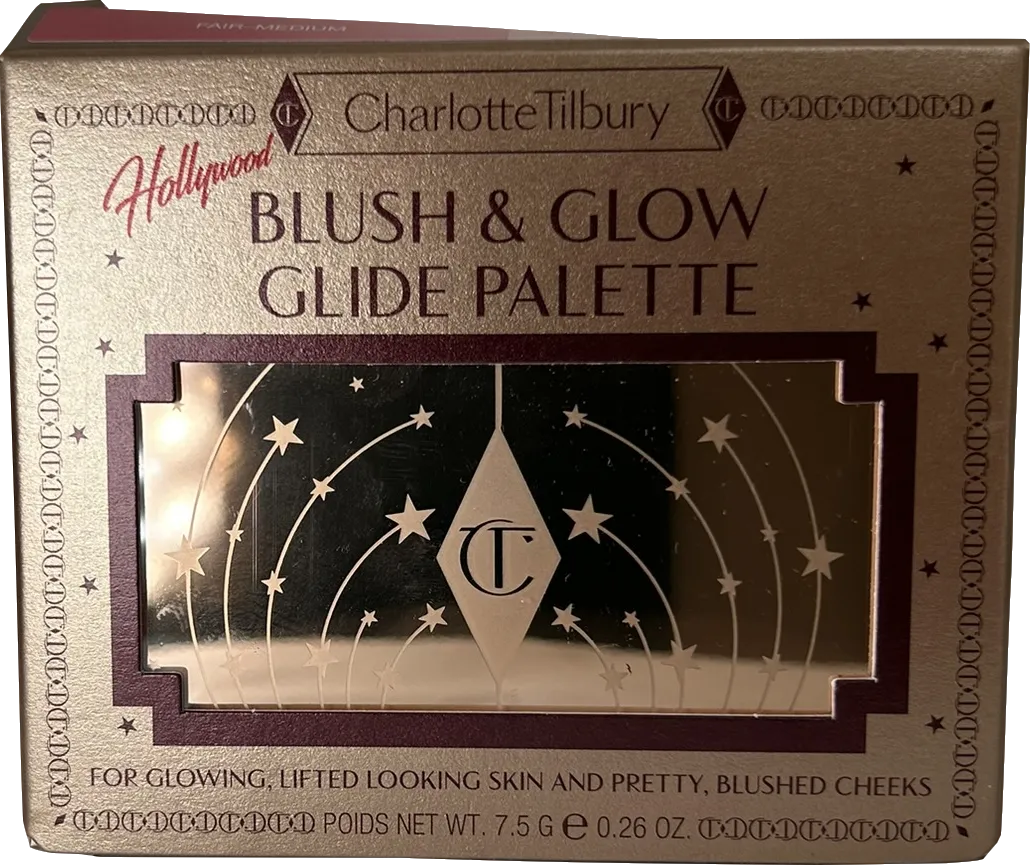 FAIR–MEDIUM
CharlotteTilbury
Hollywood
BLUSH & GLOW
GLIDE PALETTE
FOR GLOWING, LIFTED LOOKING SKIN AND PRETTY, BLUSHED CHEEKS
POIDS NET WT. 7.5 G ℮ 0.26 OZ.